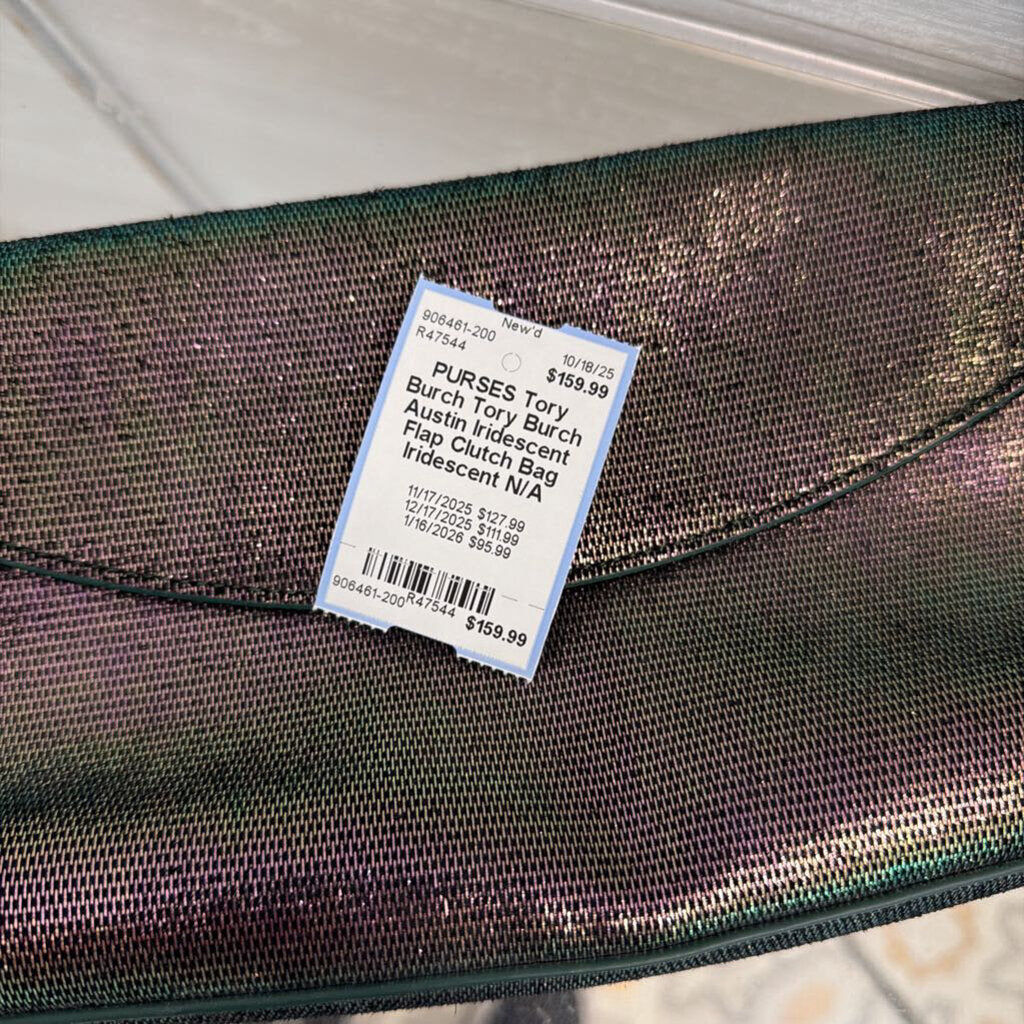 906461-200 New'd
R47544 10/18/25
$159.99
PURSES Tory
Burch Tory Burch
Austin Iridescent
Flap Clutch Bag
Iridescent N/A
11/17/2025 $127.99
12/17/2025 $111.99
1/16/2026 $95.99
906461-200 R47544
$159.99